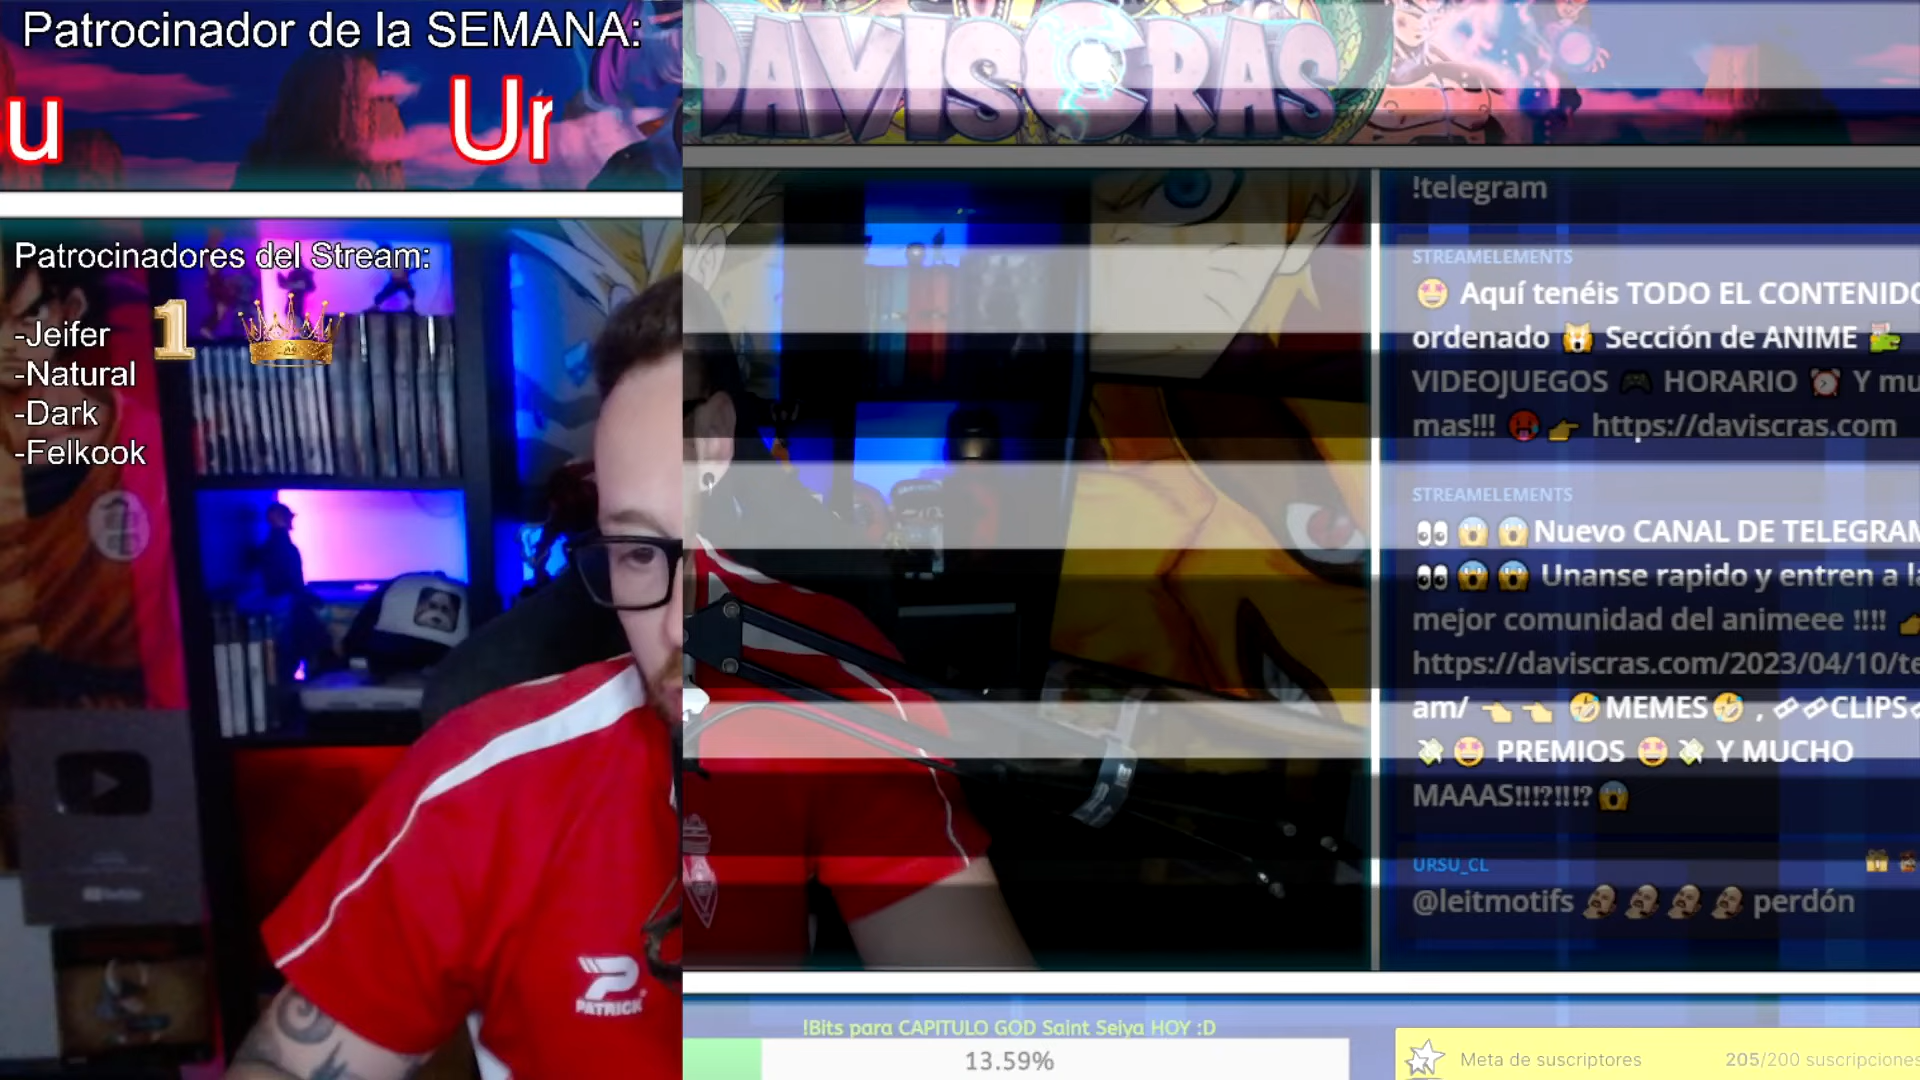 Patrocinador de la SEMANA:
u Ur
DAVISCRAS
Patrocinadores del Stream:
-Jeifer 1
-Natural
-Dark
-Felkook
PATRICK
!telegram
STREAMELEMENTS
🤩 Aquí tenéis TODO EL CONTENIDO
ordenado 🙀 Sección de ANIME
VIDEOJUEGOS 🎮 HORARIO ⏰ Y mu
mas!!! 🥵 👉 https://daviscras.com
STREAMELEMENTS
👀 😱 😱 Nuevo CANAL DE TELEGRAM
👀 😱 😱 Unanse rapido y entren a la
mejor comunidad del animeee !!!!
https://daviscras.com/2023/04/10/te
am/ 👈 👈 🤣 MEMES 🤣 , 🔗🔗CLIPS
💸 🤩 PREMIOS 🤩 💸 Y MUCHO
MAAAS!!!?!!!? 😱
URSU_CL
@leitmotifs perdón
!Bits para CAPITULO GOD Saint Seiya HOY :D
13.59%
Meta de suscriptores 205/200 suscripciones